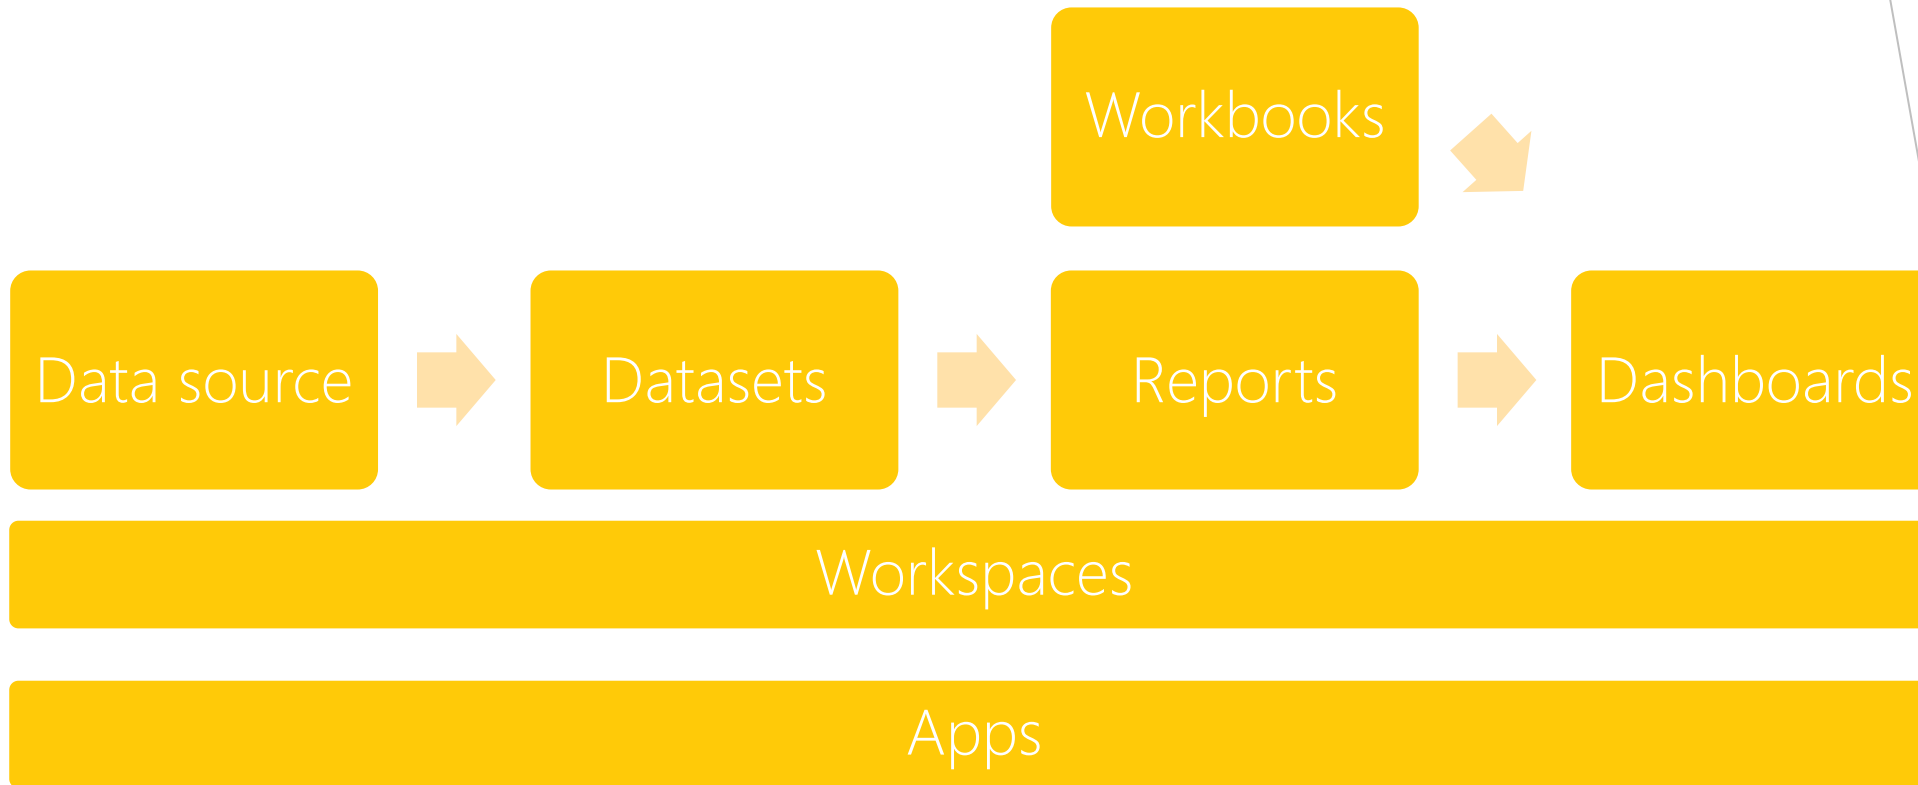 Workbooks
Data source
Datasets
Reports
Dashboards
Workspaces
Apps